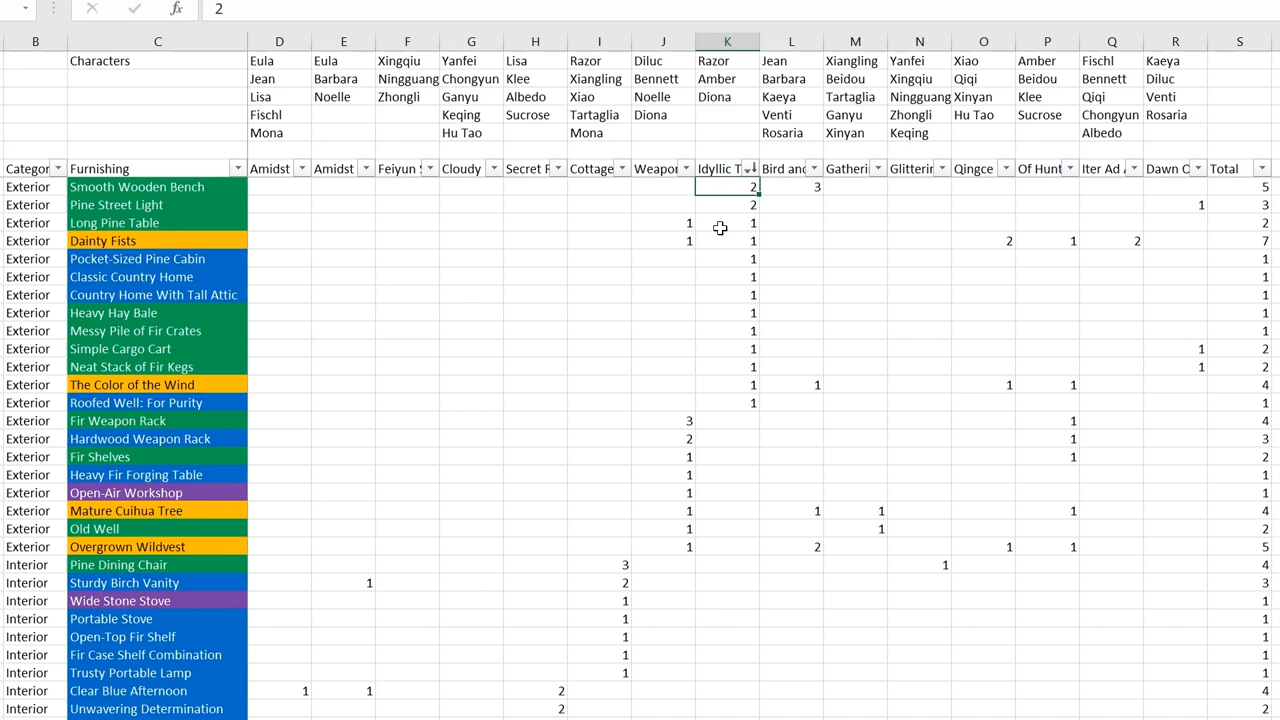 fx 2
B C D E F G H I J K L M N O P Q R S
Characters Eula Eula Xingqiu Yanfei Lisa Razor Diluc Razor Jean Xiangling Yanfei Xiao Amber Fischl Kaeya
Jean Barbara Ningguang Chongyun Klee Xiangling Bennett Amber Barbara Beidou Xingqiu Qiqi Beidou Bennett Diluc
Lisa Noelle Zhongli Ganyu Albedo Xiao Noelle Diona Kaeya Tartaglia Ningguang Xinyan Klee Qiqi Venti
Fischl Keqing Sucrose Tartaglia Diona Venti Ganyu Zhongli Hu Tao Sucrose Chongyun Rosaria
Mona Hu Tao Mona Rosaria Xinyan Keqing Albedo
Categor Furnishing Amidst Amidst Feiyun Cloudy Secret F Cottage Weapo Idyllic T Bird and Gatheri Glitterin Qingce Of Hunt Iter Ad Dawn Total
Exterior Smooth Wooden Bench 2 3 5
Exterior Pine Street Light 2 1 3
Exterior Long Pine Table 1 1 2
Exterior Dainty Fists 1 1 2 1 2 7
Exterior Pocket-Sized Pine Cabin 1 1
Exterior Classic Country Home 1 1
Exterior Country Home With Tall Attic 1 1
Exterior Heavy Hay Bale 1 1
Exterior Messy Pile of Fir Crates 1 1
Exterior Simple Cargo Cart 1 1 2
Exterior Neat Stack of Fir Kegs 1 1 2
Exterior The Color of the Wind 1 1 1 1 4
Exterior Roofed Well: For Purity 1 1
Exterior Fir Weapon Rack 3 1 4
Exterior Hardwood Weapon Rack 2 1 3
Exterior Fir Shelves 1 1 2
Exterior Heavy Fir Forging Table 1 1
Exterior Open-Air Workshop 1 1
Exterior Mature Cuihua Tree 1 1 1 1 4
Exterior Old Well 1 1 2
Exterior Overgrown Wildvest 1 2 1 1 5
Interior Pine Dining Chair 3 1 4
Interior Sturdy Birch Vanity 1 2 3
Interior Wide Stone Stove 1 1
Interior Portable Stove 1 1
Interior Open-Top Fir Shelf 1 1
Interior Fir Case Shelf Combination 1 1
Interior Trusty Portable Lamp 1 1
Interior Clear Blue Afternoon 1 1 2 4
Interior Unwavering Determination 2 2